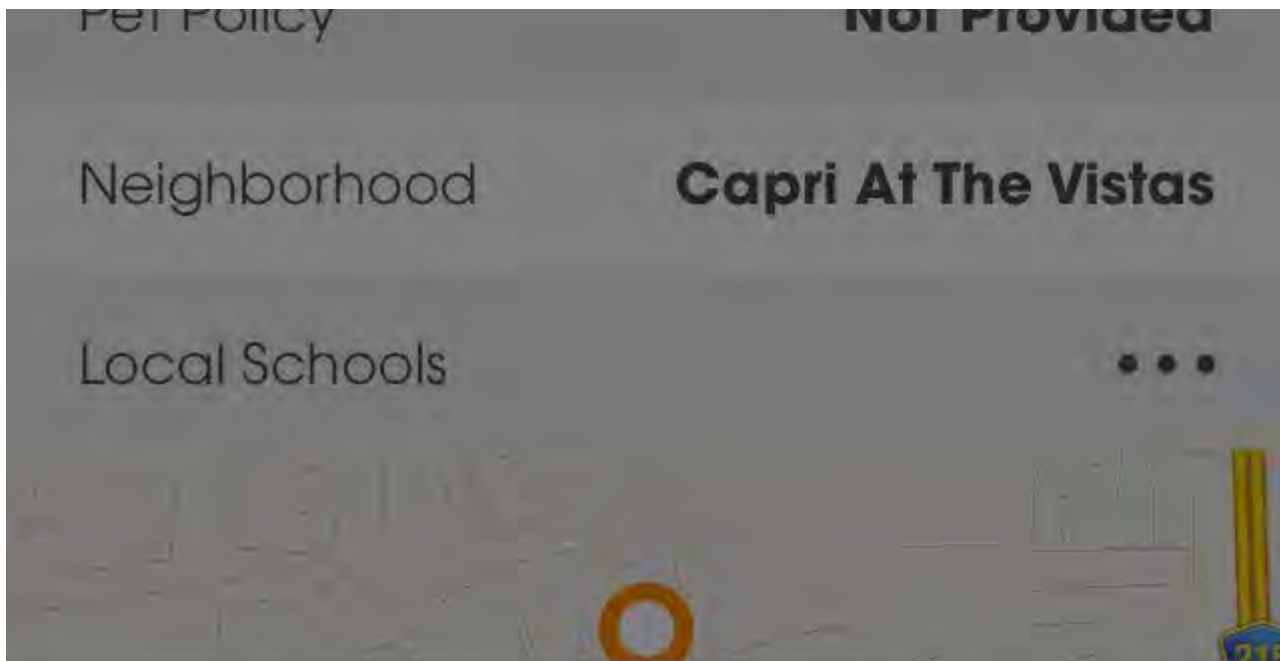 Pet Policy Not Provided
Neighborhood Capri At The Vistas
Local Schools •••